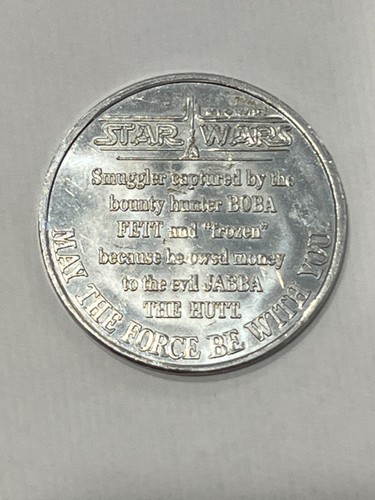 STAR WARS
Smuggler captured by the
bounty hunter BOBA
FETT and "frozen"
because he owed money
to the evil JABBA
THE HUTT.
MAY THE FORCE BE WITH YOU